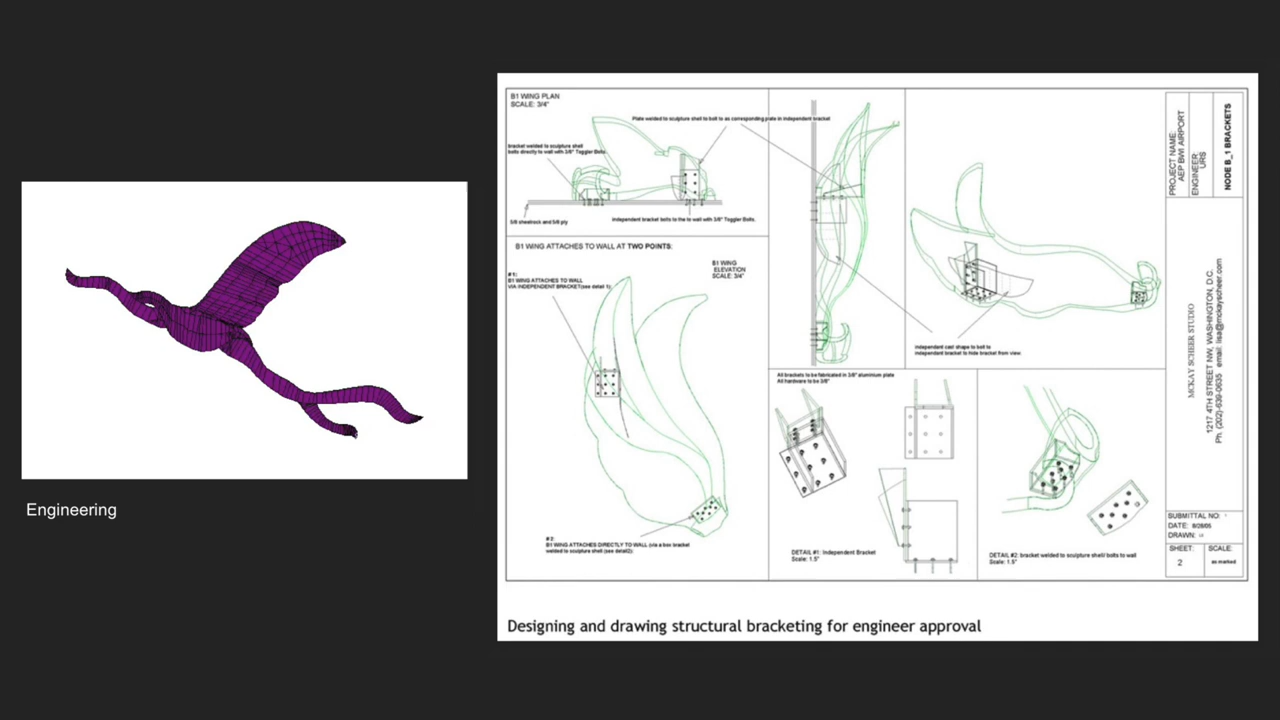 Engineering
B1 WING PLAN
SCALE: 3/4"
Plate welded to sculpture shell to bolt to as corresponding plate in independent bracket
bracket welded to sculpture shell
bolts directly to wall with 3/8" Toggler Bolts.
5/8 sheetrock and 5/8 ply
independent bracket bolts to the to wall with 3/8" Toggler Bolts.
B1 WING ATTACHES TO WALL AT TWO POINTS:
B1 WING
ELEVATION
SCALE: 3/4"
#1:
B1 WING ATTACHES TO WALL
VIA INDEPENDENT BRACKET(see detail 1)
#2:
B1 WING ATTACHES DIRECTLY TO WALL (via a box bracket
welded to sculpture shell (see detail2):
independent cast shape to bolt to
independent bracket to hide bracket from view
All brackets to be fabricated in 3/8" aluminium plate
All hardware to be 3/8"
DETAIL #1: Independent Bracket
Scale: 1.5"
DETAIL #2: bracket welded to sculpture shell/ bolts to wall
Scale: 1.5"
PROJECT NAME:
AEP BWI AIRPORT
ENGINEER
URS
NODE B_1 BRACKETS
MCKAY SCHEER STUDIO
1217 4TH STREET NW, WASHINGTON, D.C.
Ph. (202)-639-0635 email: lisa@mckayscheer.com
SUBMITTAL NO:
DATE: 8/28/05
DRAWN:
SHEET:
2
SCALE:
as marked
Designing and drawing structural bracketing for engineer approval